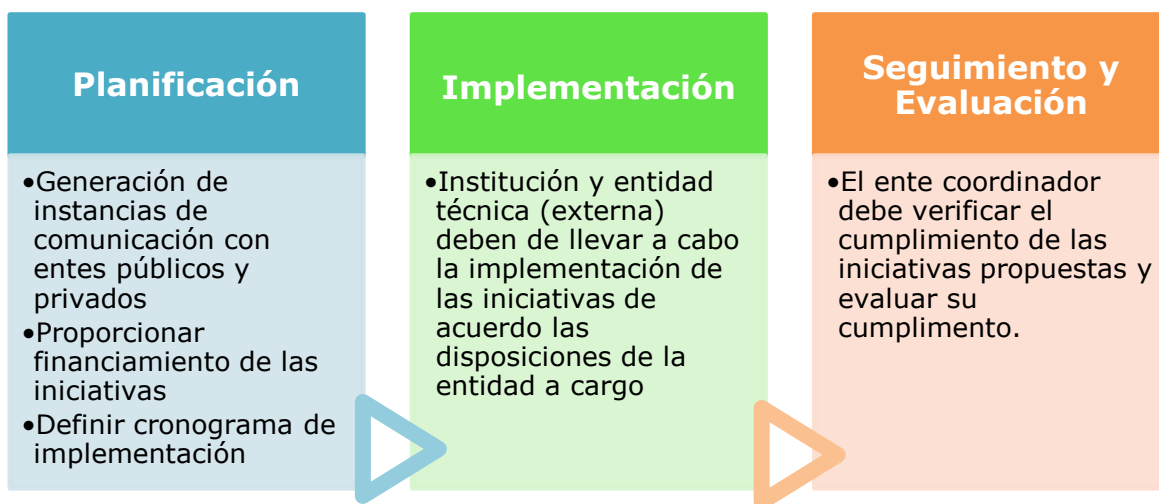 Planificación
•Generación de
instancias de
comunicación con
entes públicos y
privados
•Proporcionar
financiamiento de las
iniciativas
•Definir cronograma de
implementación
Implementación
•Institución y entidad
técnica (externa)
deben de llevar a cabo
la implementación de
las iniciativas de
acuerdo las
disposiciones de la
entidad a cargo
Seguimiento y
Evaluación
•El ente coordinador
debe verificar el
cumplimiento de las
iniciativas propuestas y
evaluar su
cumplimento.